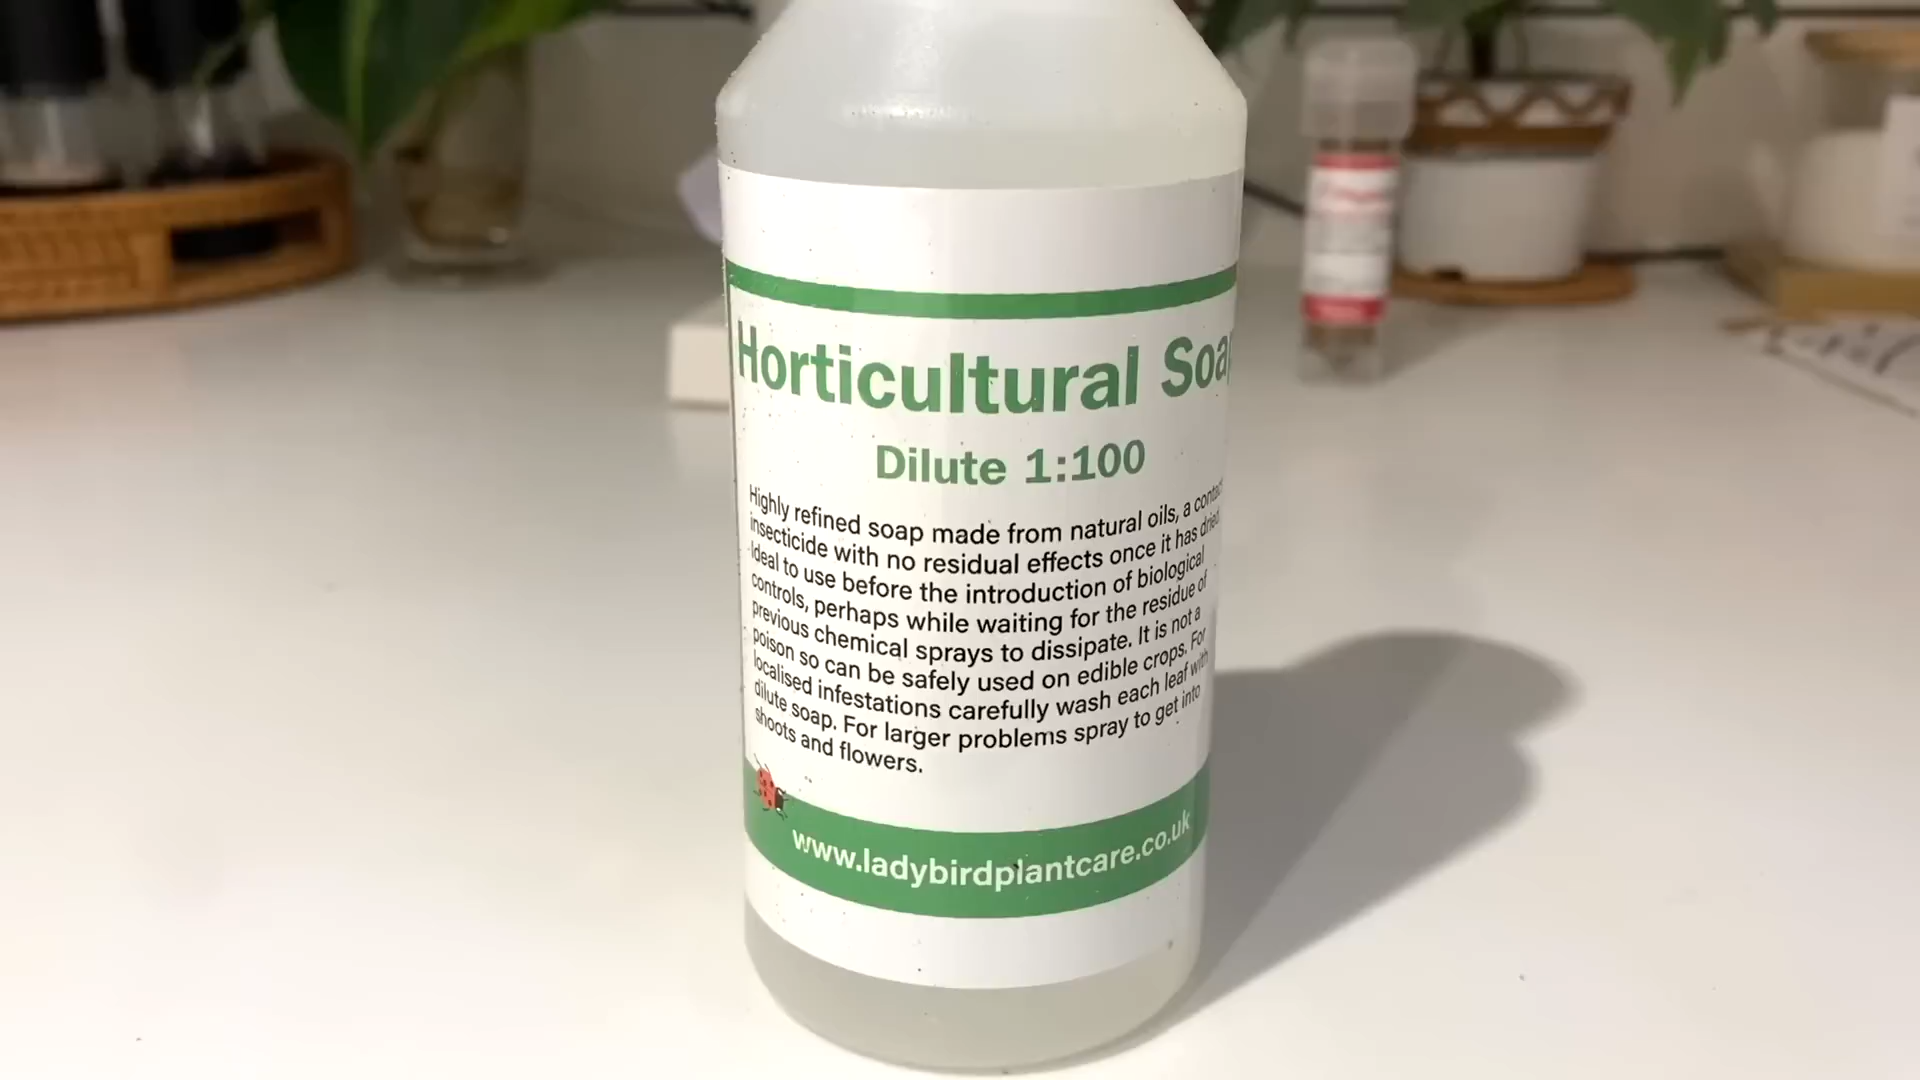 Horticultural Soap
Dilute 1:100
Highly refined soap made from natural oils, a contact
insecticide with no residual effects once it has dried.
Ideal to use before the introduction of biological
controls, perhaps while waiting for the residue of
previous chemical sprays to dissipate. It is not a
poison so can be safely used on edible crops. For
localised infestations carefully wash each leaf with
dilute soap. For larger problems spray to get into
shoots and flowers.
www.ladybirdplantcare.co.uk